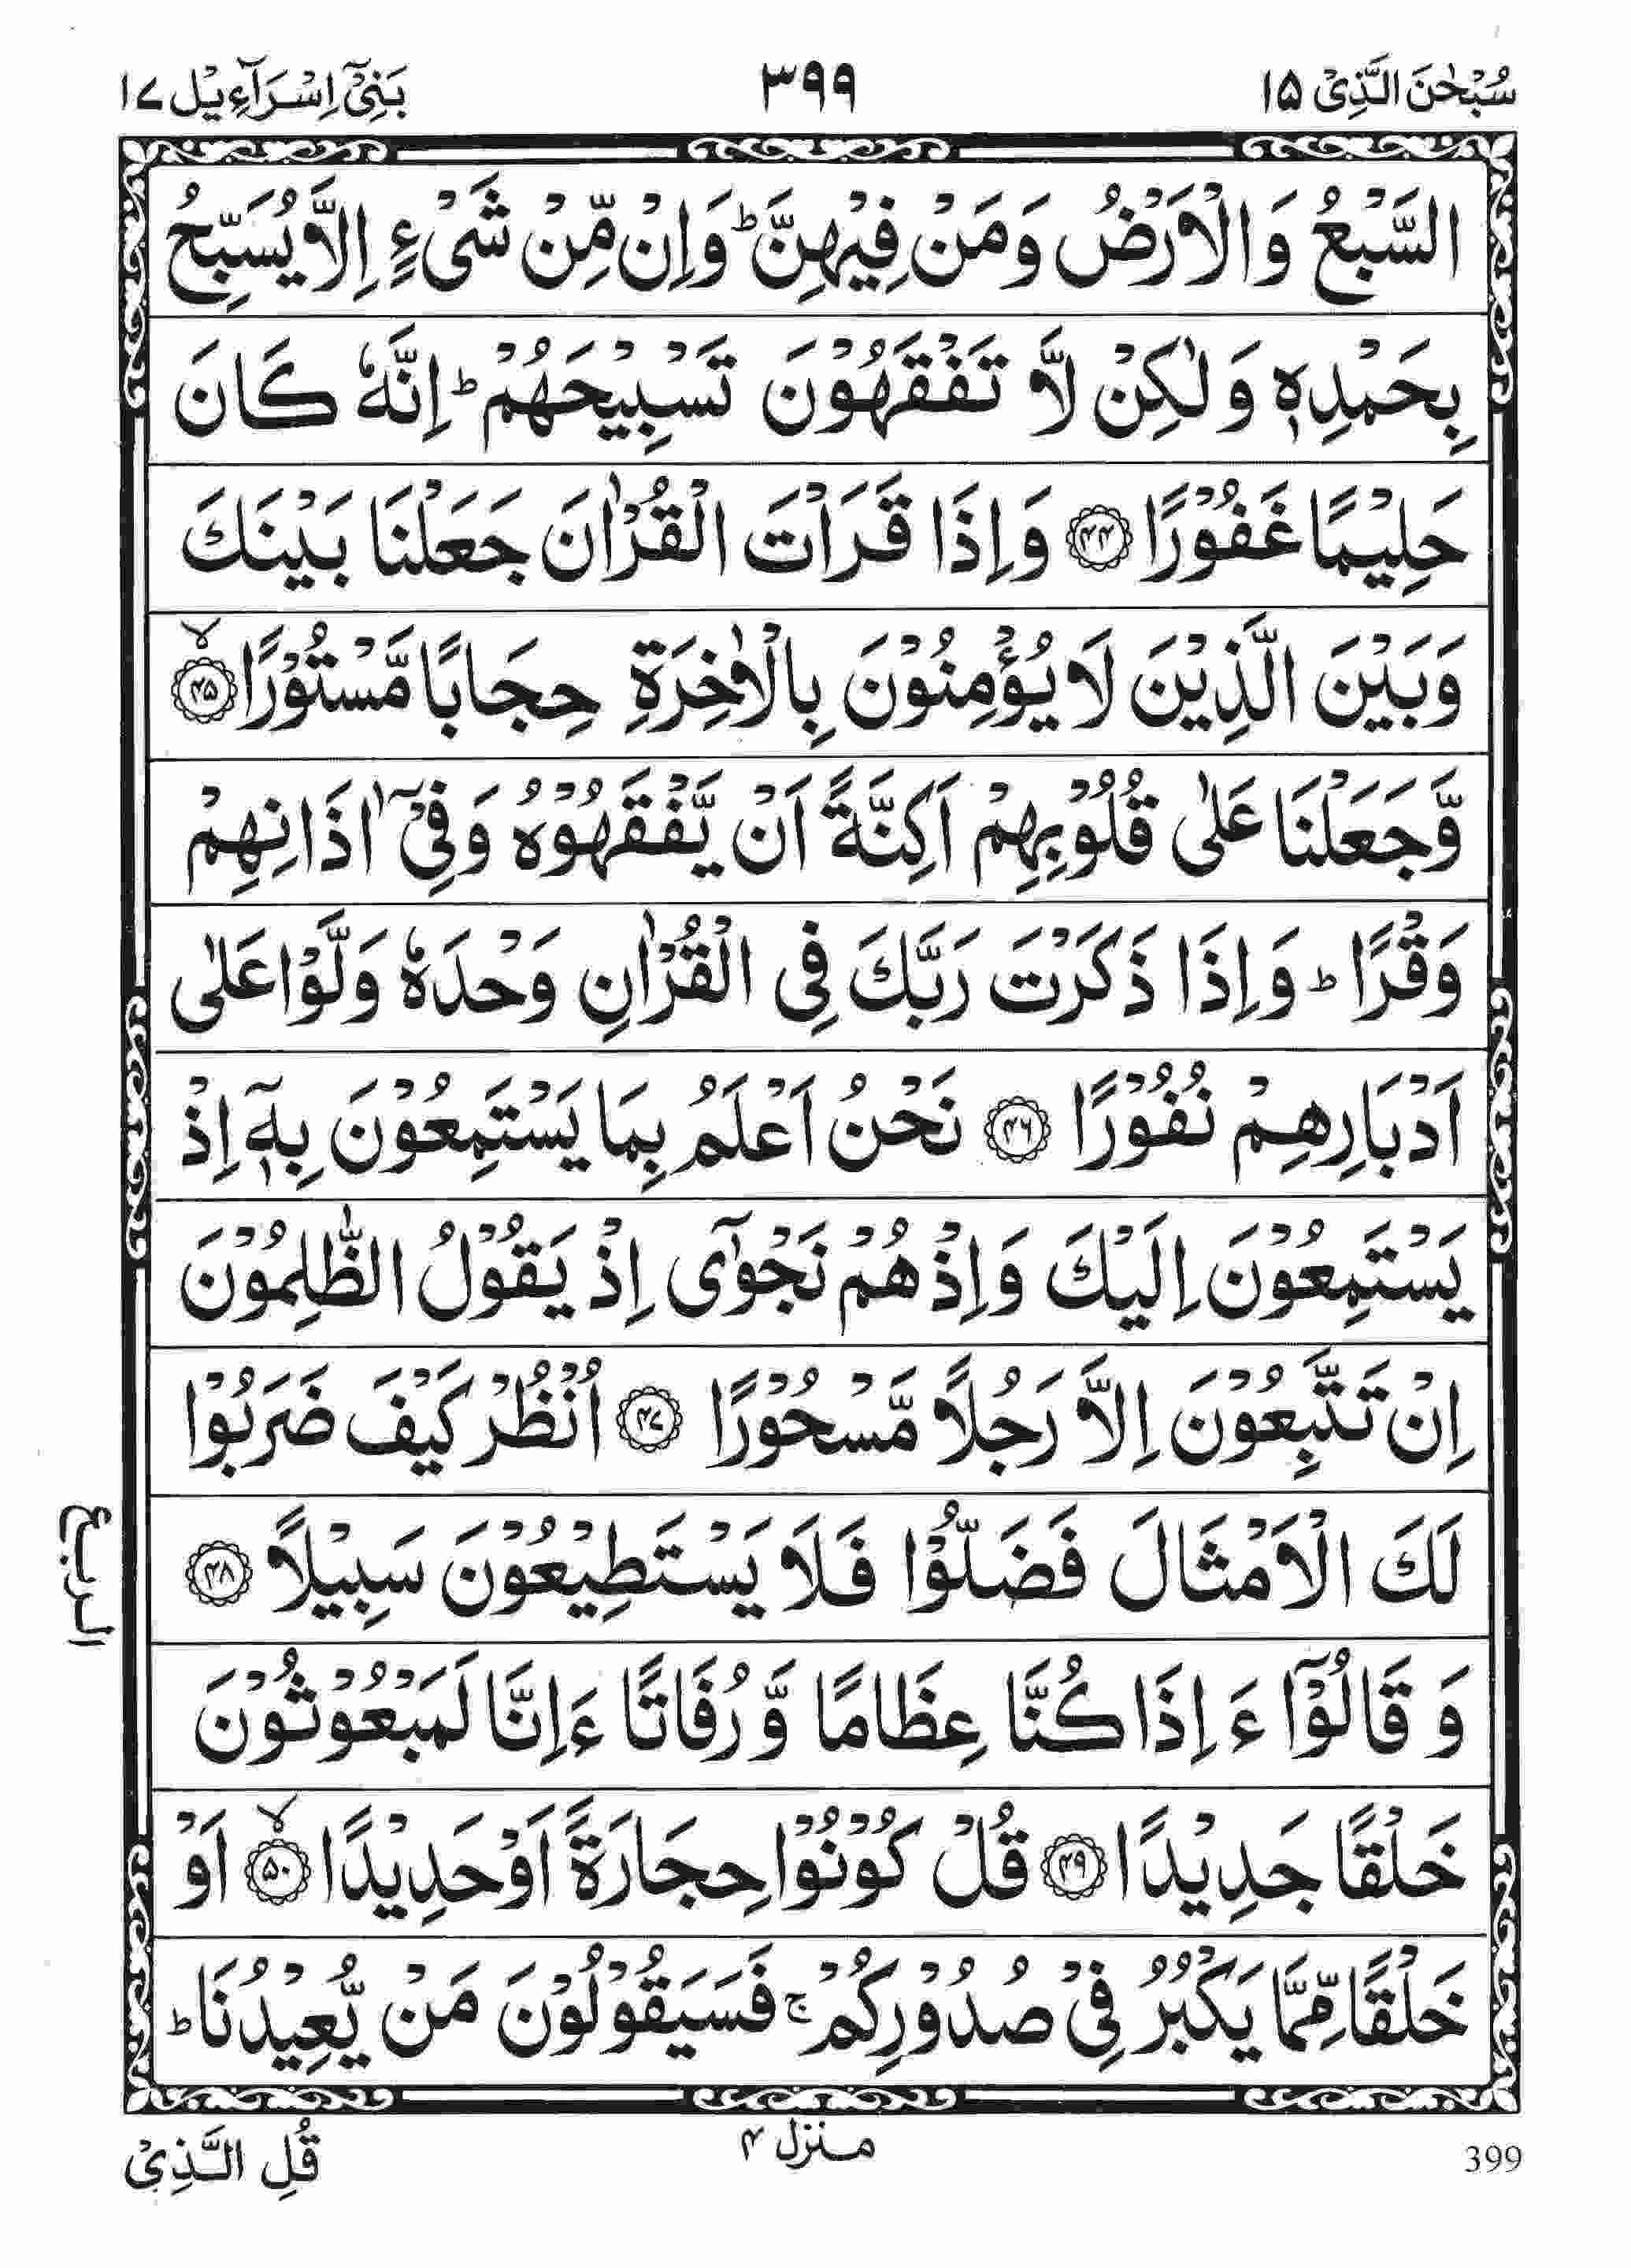 سُبْحٰنَ الَّذِیْۤ ۱۵
۳۹۹
بَنِیْۤ اِسْرَآءِیْل ۱۷
السَّبْعُ وَ الْاَرْضُ وَ مَنْ فِیْهِنَّ ؕ وَ اِنْ مِّنْ شَیْءٍ اِلَّا یُسَبِّحُ
بِحَمْدِهٖ وَ لٰكِنْ لَّا تَفْقَهُوْنَ تَسْبِیْحَهُمْ ؕ اِنَّهٗ كَانَ
حَلِیْمًا غَفُوْرًا ﴿۴۴﴾ وَ اِذَا قَرَاْتَ الْقُرْاٰنَ جَعَلْنَا بَیْنَكَ
وَ بَیْنَ الَّذِیْنَ لَا یُؤْمِنُوْنَ بِالْاٰخِرَةِ حِجَابًا مَّسْتُوْرًا ﴿ۙ۴۵﴾
وَّ جَعَلْنَا عَلٰی قُلُوْبِهِمْ اَكِنَّةً اَنْ یَّفْقَهُوْهُ وَ فِیْۤ اٰذَانِهِمْ
وَقْرًا ؕ وَ اِذَا ذَكَرْتَ رَبَّكَ فِی الْقُرْاٰنِ وَحْدَهٗ وَلَّوْا عَلٰی
اَدْبَارِهِمْ نُفُوْرًا ﴿۴۶﴾ نَحْنُ اَعْلَمُ بِمَا یَسْتَمِعُوْنَ بِهٖۤ اِذْ
یَسْتَمِعُوْنَ اِلَیْكَ وَ اِذْ هُمْ نَجْوٰۤی اِذْ یَقُوْلُ الظّٰلِمُوْنَ
اِنْ تَتَّبِعُوْنَ اِلَّا رَجُلًا مَّسْحُوْرًا ﴿۴۷﴾ اُنْظُرْ كَیْفَ ضَرَبُوْا
لَكَ الْاَمْثَالَ فَضَلُّوْا فَلَا یَسْتَطِیْعُوْنَ سَبِیْلًا ﴿۴۸﴾
وَ قَالُوْۤا ءَاِذَا كُنَّا عِظَامًا وَّ رُفَاتًا ءَاِنَّا لَمَبْعُوْثُوْنَ
خَلْقًا جَدِیْدًا ﴿۴۹﴾ قُلْ كُوْنُوْا حِجَارَةً اَوْ حَدِیْدًا ﴿ۙ۵۰﴾ اَوْ
خَلْقًا مِّمَّا یَكْبُرُ فِیْ صُدُوْرِكُمْ ۚ فَسَیَقُوْلُوْنَ مَنْ یُّعِیْدُنَا ؕ
الربع
399
منزل ۴
قُلِ الَّذِیْ